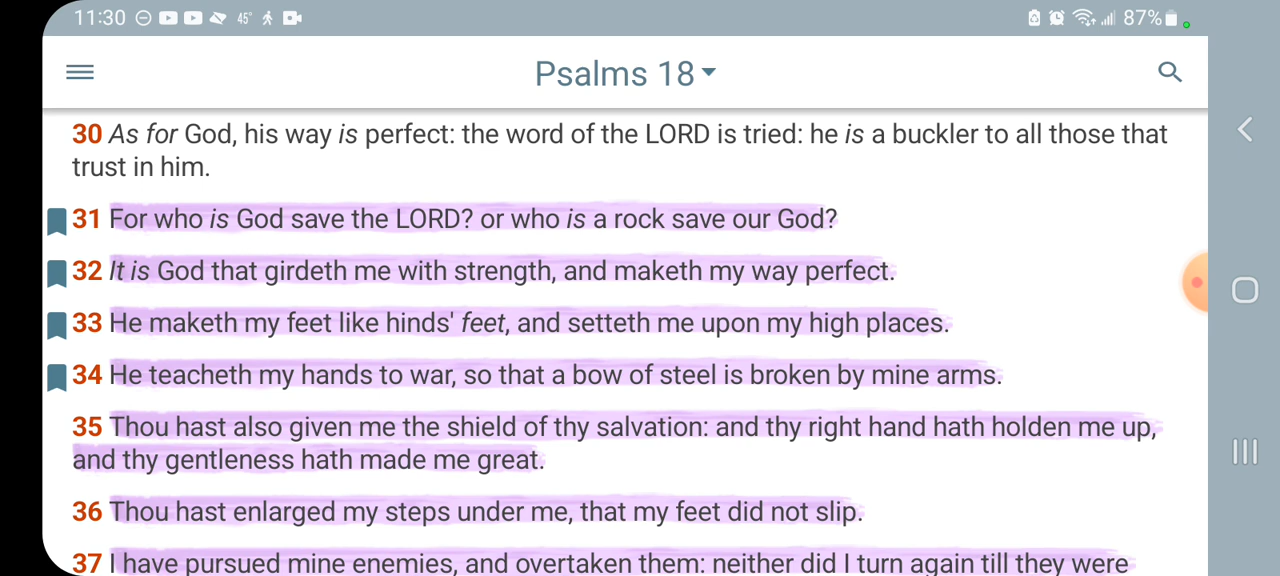 11:30 45° 87%
Psalms 18
30 As for God, his way is perfect: the word of the LORD is tried: he is a buckler to all those that
trust in him.
31 For who is God save the LORD? or who is a rock save our God?
32 It is God that girdeth me with strength, and maketh my way perfect.
33 He maketh my feet like hinds' feet, and setteth me upon my high places.
34 He teacheth my hands to war, so that a bow of steel is broken by mine arms.
35 Thou hast also given me the shield of thy salvation: and thy right hand hath holden me up,
and thy gentleness hath made me great.
36 Thou hast enlarged my steps under me, that my feet did not slip.
37 I have pursued mine enemies, and overtaken them: neither did I turn again till they were